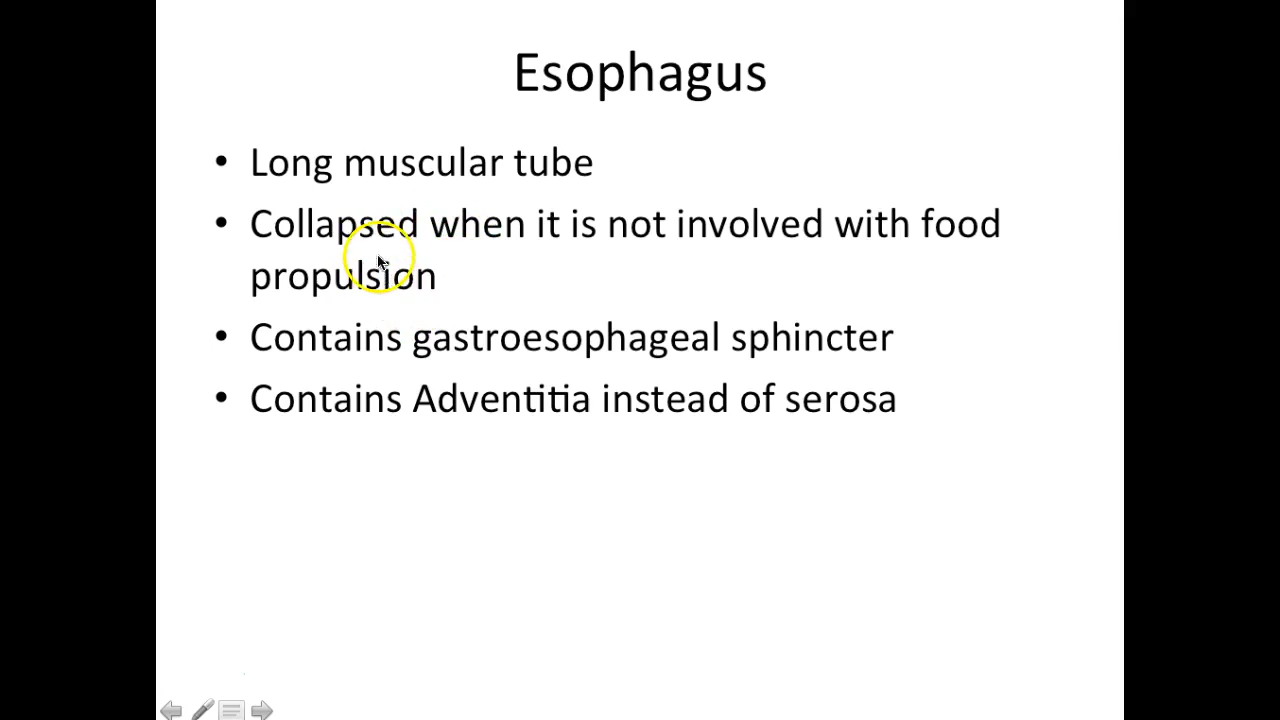 Esophagus
• Long muscular tube
• Collapsed when it is not involved with food
propulsion
• Contains gastroesophageal sphincter
• Contains Adventitia instead of serosa